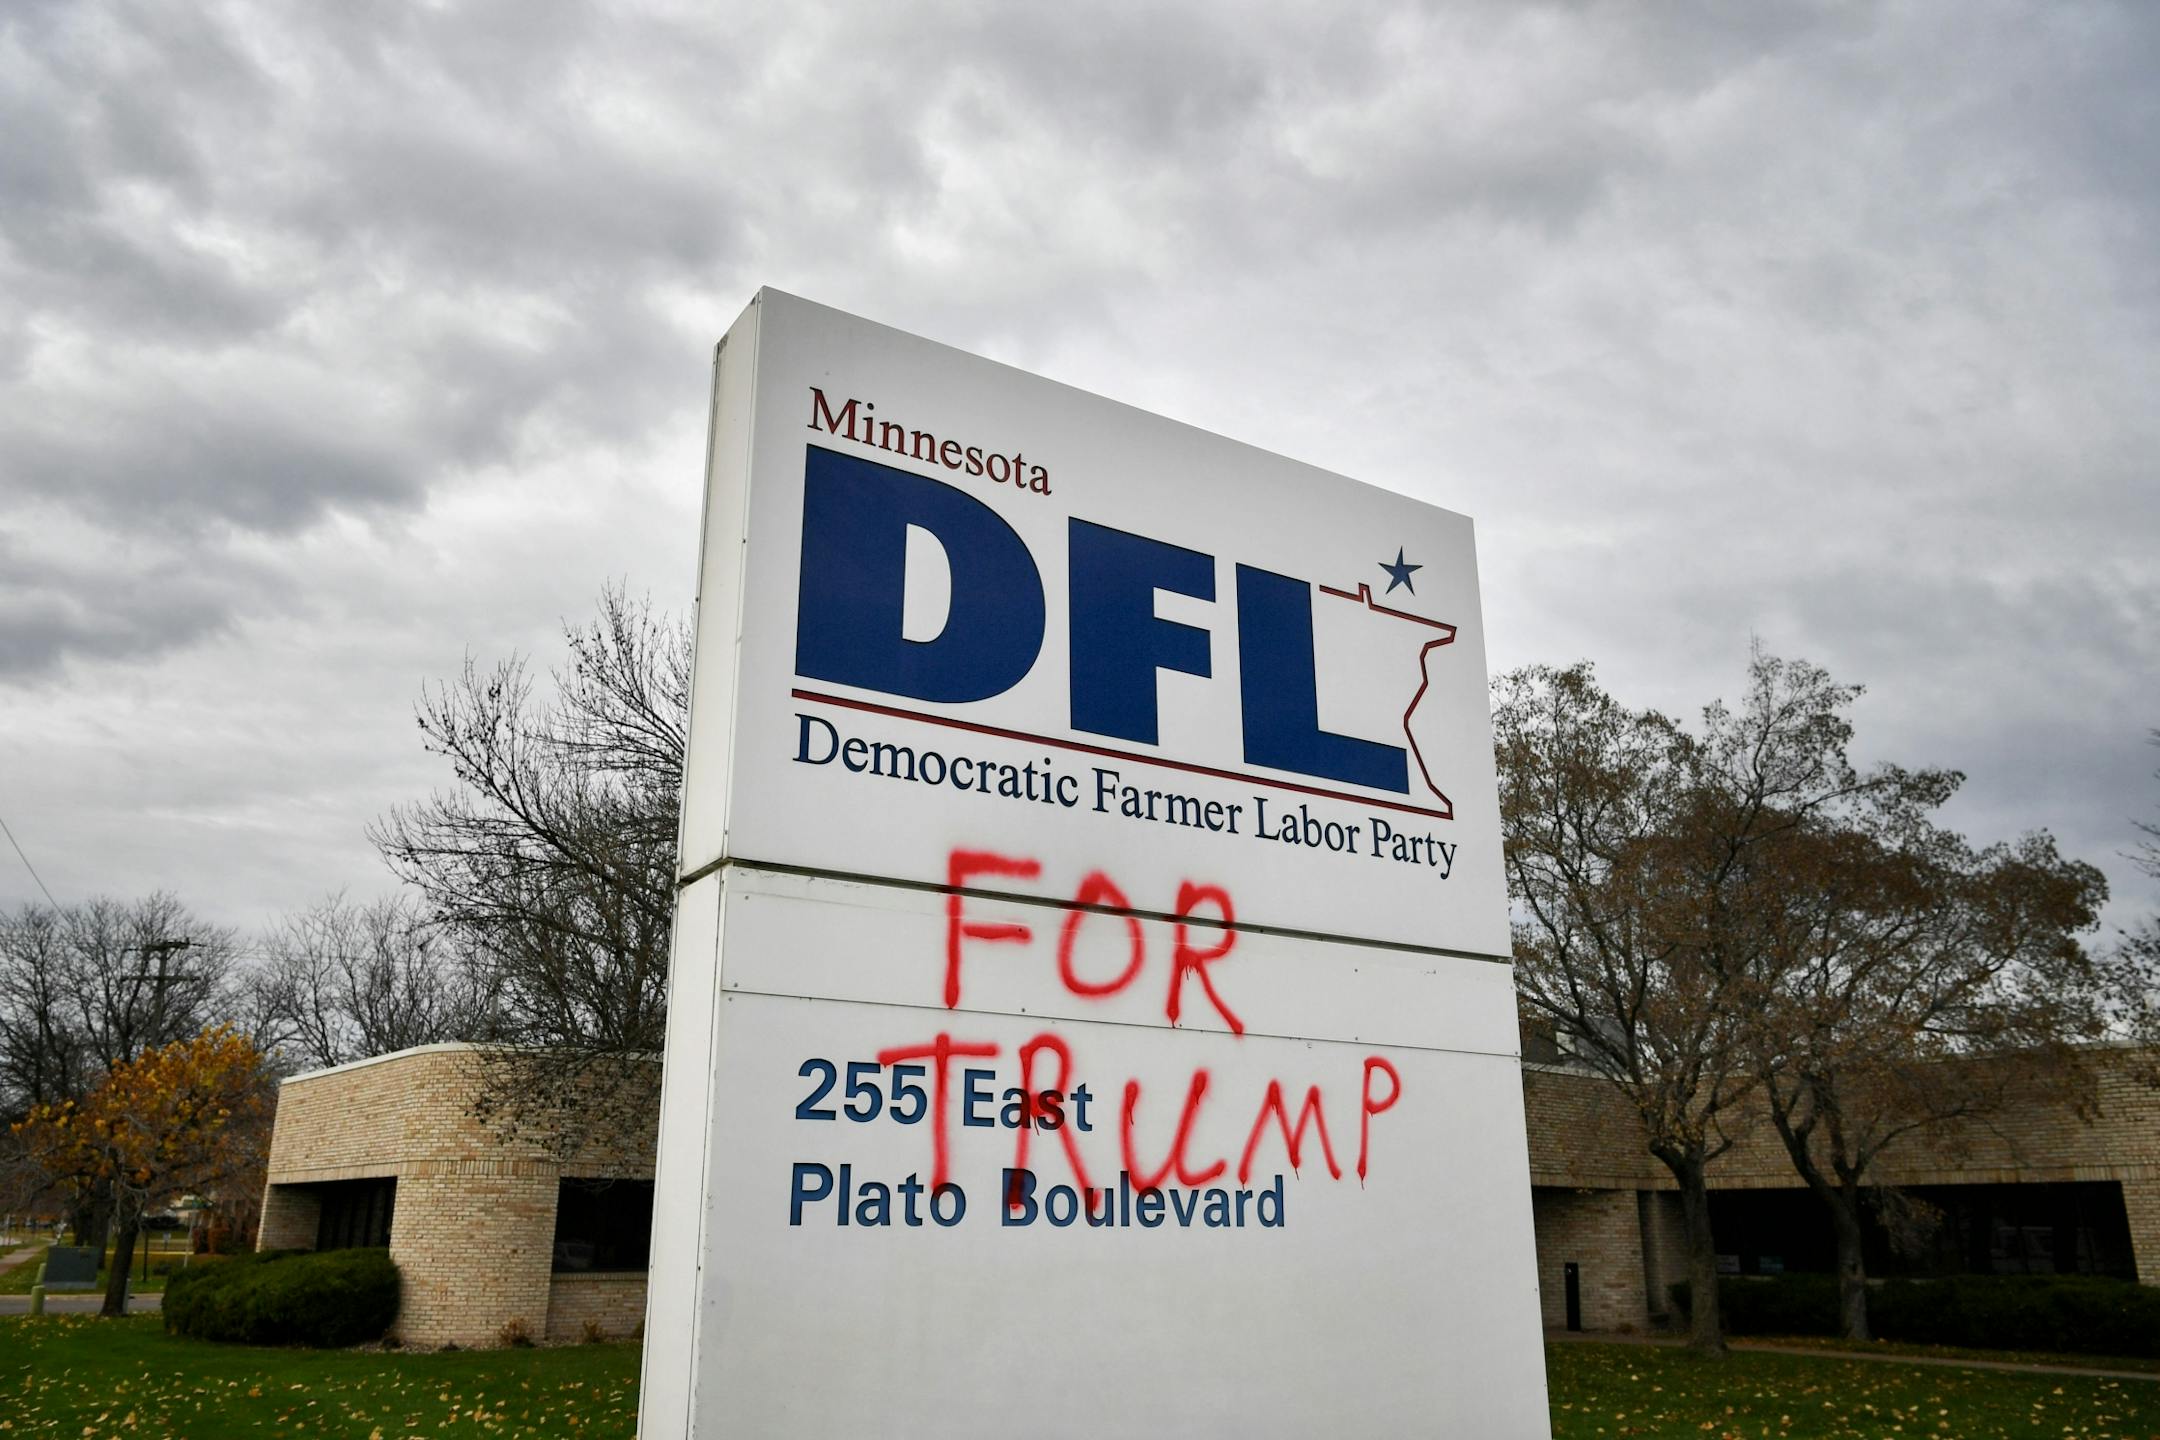 Minnesota
DFL
Democratic Farmer Labor Party
FOR
TRUMP
255 East
Plato Boulevard